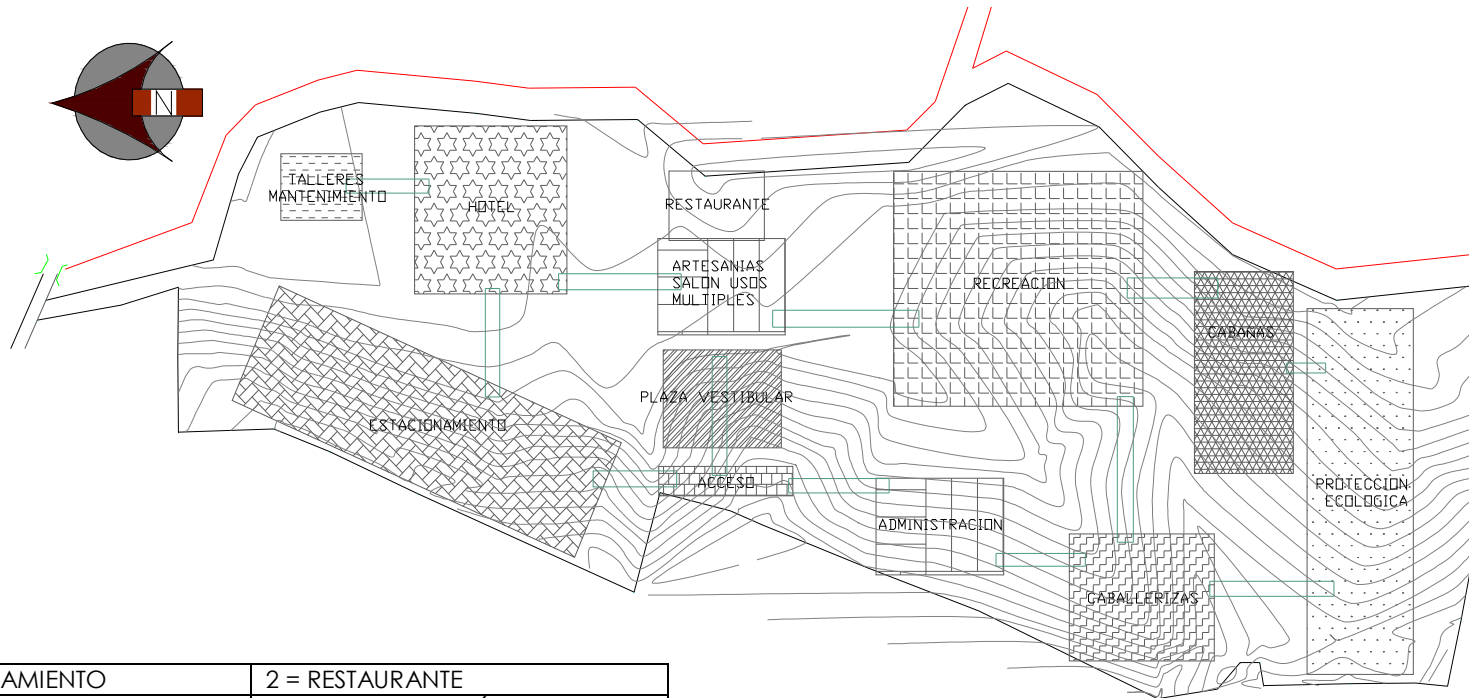 N
TALLERES
MANTENIMIENTO
HOTEL
RESTAURANTE
ARTESANIAS
SALON USOS
MULTIPLES
RECREACION
CABAÑAS
PLAZA VESTIBULAR
ESTACIONAMIENTO
ACCESO
ADMINISTRACION
PROTECCION
ECOLOGICA
CABALLERIZAS
AMIENTO
2 = RESTAURANTE